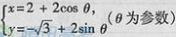 {x=2+2cos θ,
y=-√3+2sin θ (θ为参数)